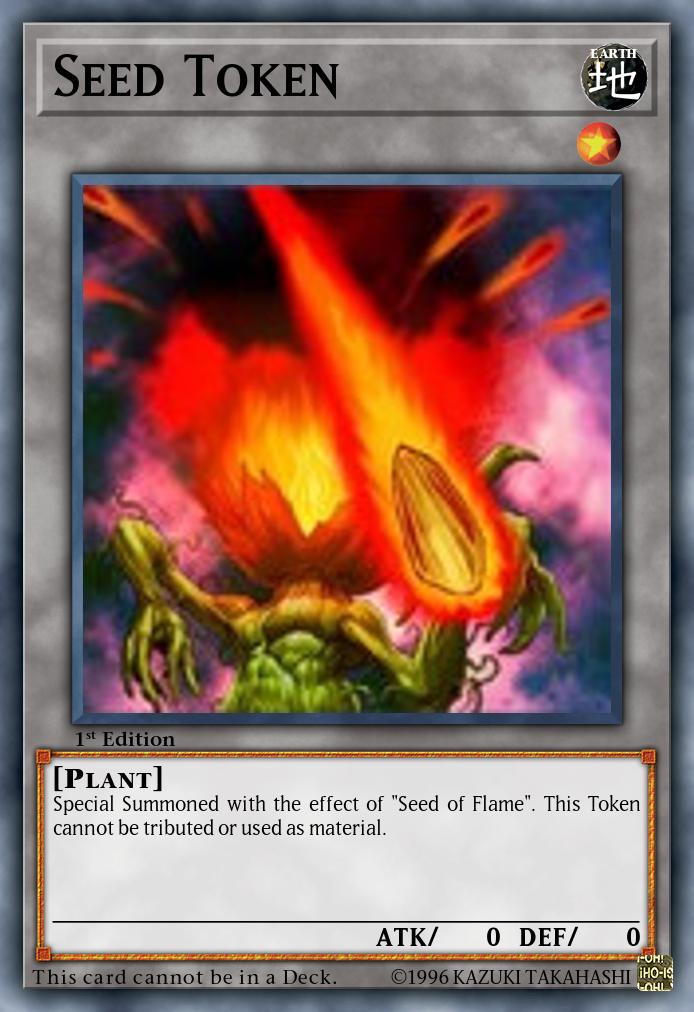 Seed Token
EARTH
地
1st Edition
[Plant]
Special Summoned with the effect of "Seed of Flame". This Token
cannot be tributed or used as material.
ATK/ 0 DEF/ 0
This card cannot be in a Deck. ©1996 KAZUKI TAKAHASHI